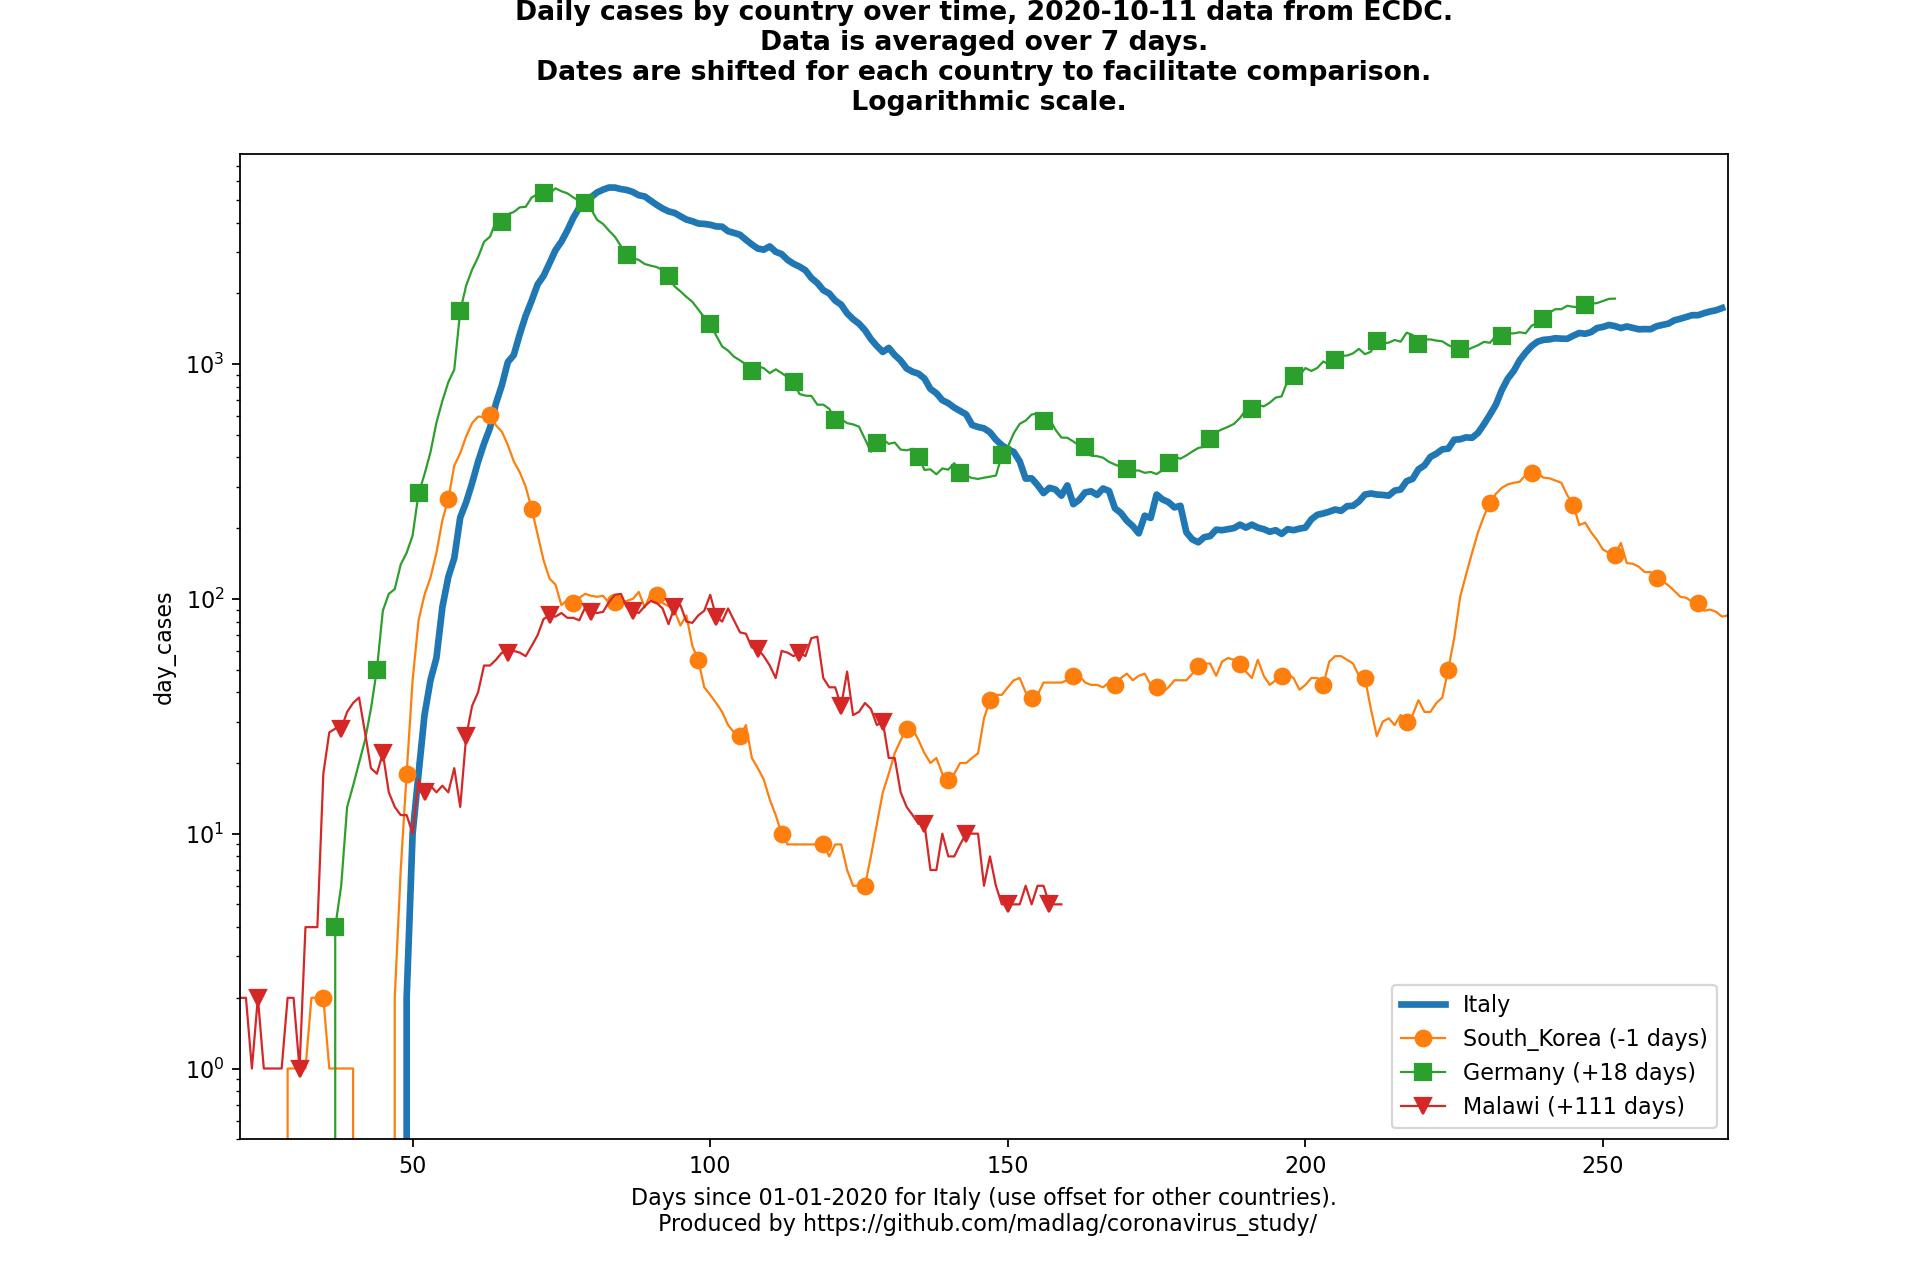 Daily cases by country over time, 2020-10-11 data from ECDC.
Data is averaged over 7 days.
Dates are shifted for each country to facilitate comparison.
Logarithmic scale.
day_cases
10³
10²
10¹
10⁰
50
100
150
200
250
Italy
South_Korea (-1 days)
Germany (+18 days)
Malawi (+111 days)
Days since 01-01-2020 for Italy (use offset for other countries).
Produced by https://github.com/madlag/coronavirus_study/